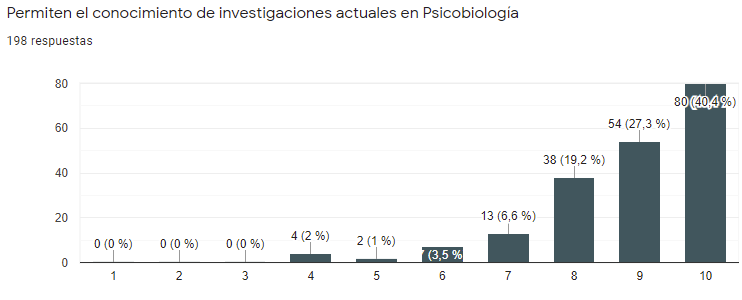 Permiten el conocimiento de investigaciones actuales en Psicobiología
198 respuestas
80
60
40
20
0
0 (0 %)
0 (0 %)
0 (0 %)
4 (2 %)
2 (1 %)
7 (3,5 %
13 (6,6 %)
38 (19,2 %)
54 (27,3 %)
80 (40,4 %)
1 2 3 4 5 6 7 8 9 10